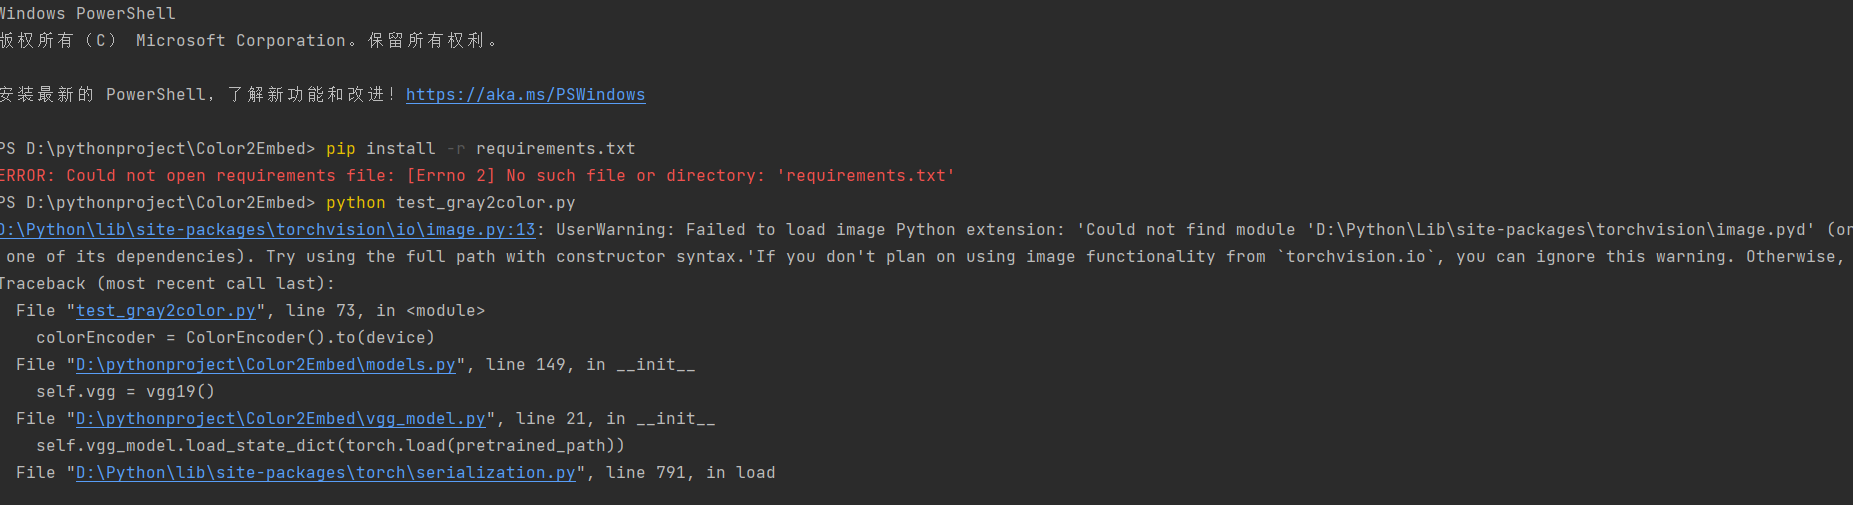 Windows PowerShell
版权所有（C） Microsoft Corporation。保留所有权利。
安装最新的 PowerShell，了解新功能和改进！https://aka.ms/PSWindows
PS D:\pythonproject\Color2Embed> pip install -r requirements.txt
ERROR: Could not open requirements file: [Errno 2] No such file or directory: 'requirements.txt'
PS D:\pythonproject\Color2Embed> python test_gray2color.py
D:\Python\lib\site-packages\torchvision\io\image.py:13: UserWarning: Failed to load image Python extension: 'Could not find module 'D:\Python\Lib\site-packages\torchvision\image.pyd' (or
one of its dependencies). Try using the full path with constructor syntax.'If you don't plan on using image functionality from `torchvision.io`, you can ignore this warning. Otherwise,
Traceback (most recent call last):
File "test_gray2color.py", line 73, in <module>
colorEncoder = ColorEncoder().to(device)
File "D:\pythonproject\Color2Embed\models.py", line 149, in __init__
self.vgg = vgg19()
File "D:\pythonproject\Color2Embed\vgg_model.py", line 21, in __init__
self.vgg_model.load_state_dict(torch.load(pretrained_path))
File "D:\Python\lib\site-packages\torch\serialization.py", line 791, in load